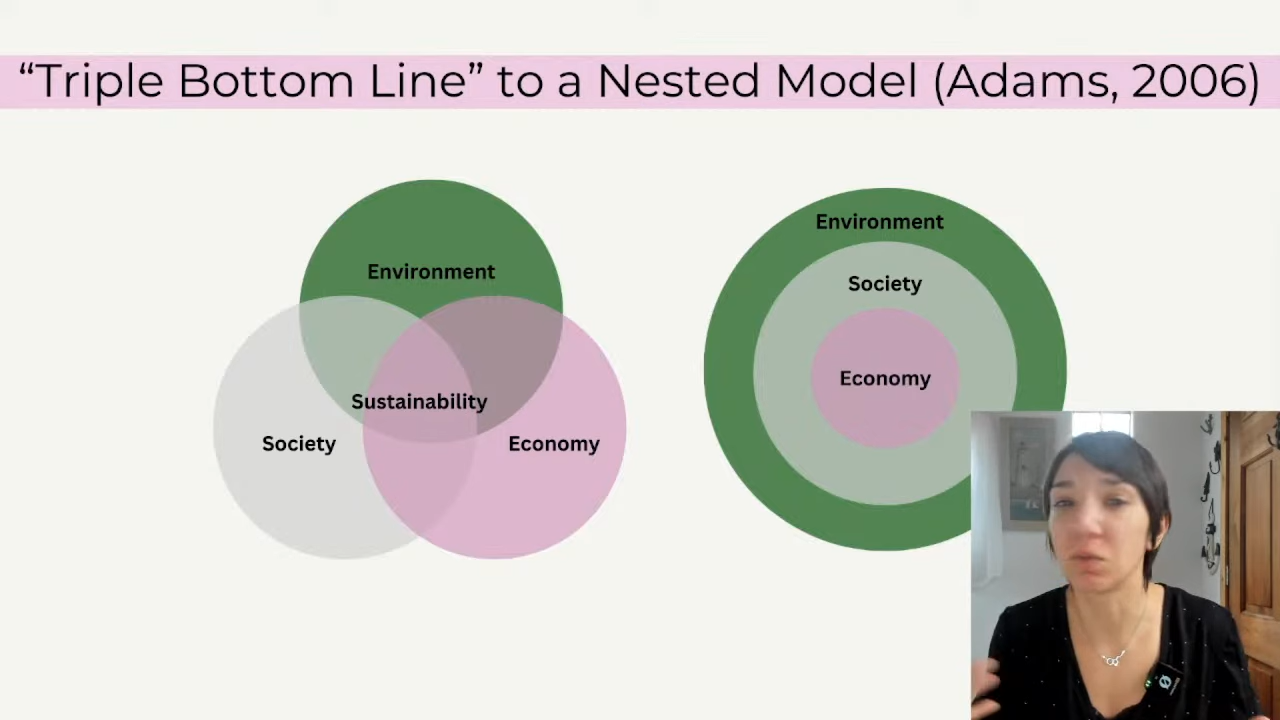 “Triple Bottom Line” to a Nested Model (Adams, 2006)
Environment
Sustainability
Society
Economy
Environment
Society
Economy